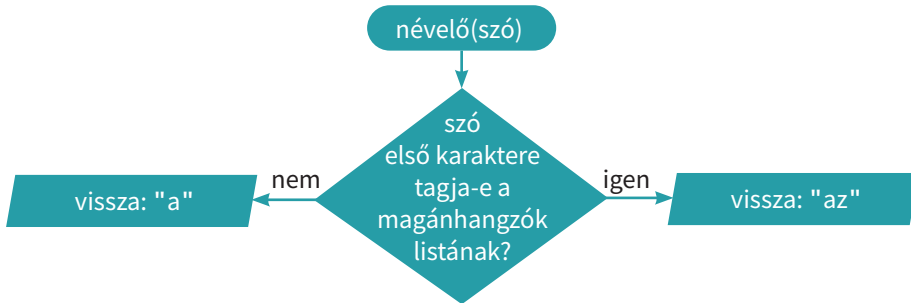 névelő(szó)
szó
első karaktere
tagja-e a
magánhangzók
listának?
nem
igen
vissza: "a"
vissza: "az"